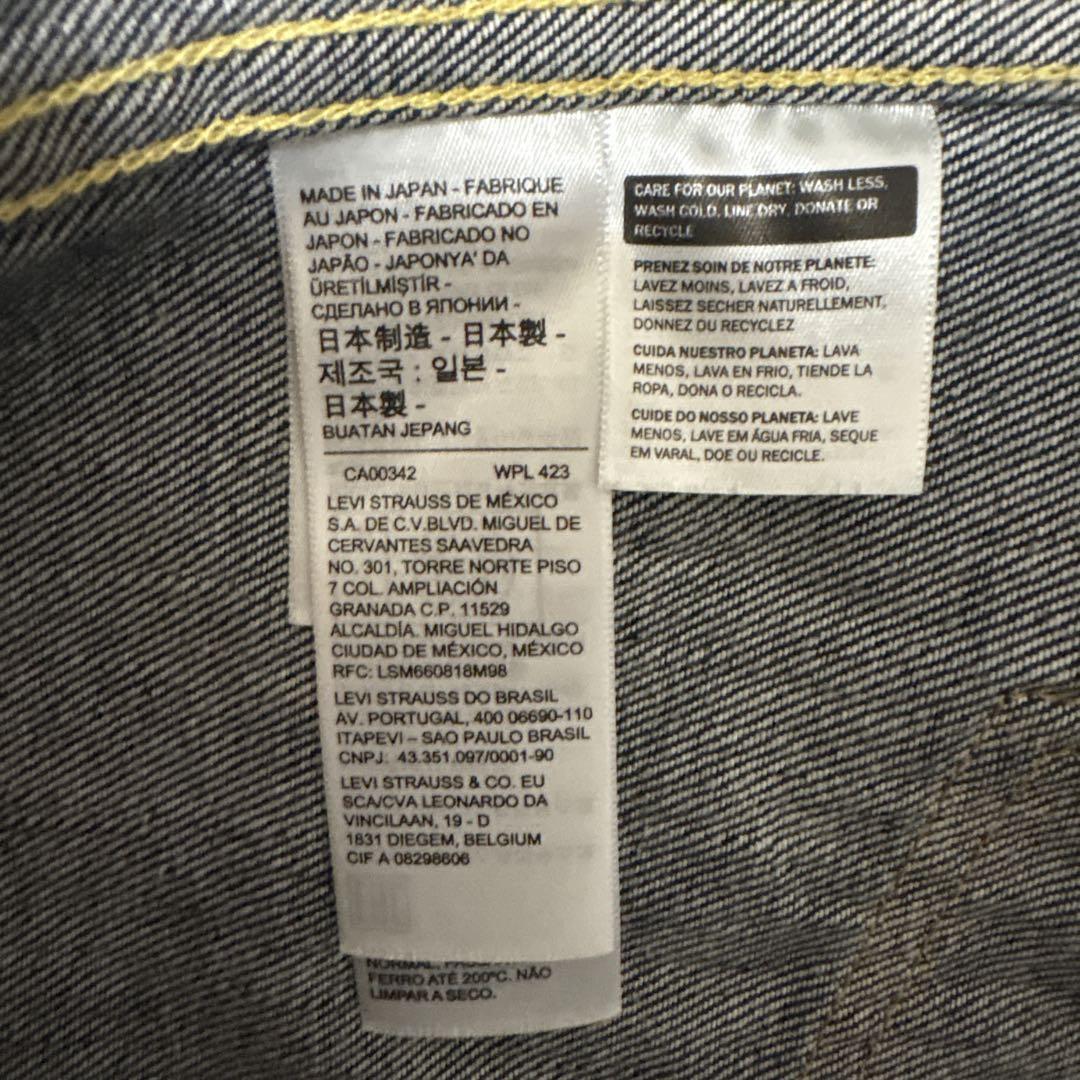 MADE IN JAPAN - FABRIQUE
AU JAPON - FABRICADO EN
JAPON - FABRICADO NO
JAPÃO - JAPONYA' DA
ÜRETİLMİŞTİR -
СДЕЛАНО В ЯПОНИИ -
日本制造 - 日本製 -
제조국 : 일본 -
日本製 -
BUATAN JEPANG
CA00342 WPL 423
LEVI STRAUSS DE MÉXICO
S.A. DE C.V.BLVD. MIGUEL DE
CERVANTES SAAVEDRA
NO. 301, TORRE NORTE PISO
7 COL. AMPLIACIÓN
GRANADA C.P. 11529
ALCALDÍA. MIGUEL HIDALGO
CIUDAD DE MÉXICO, MÉXICO
RFC: LSM660818M98
LEVI STRAUSS DO BRASIL
AV. PORTUGAL, 400 06690-110
ITAPEVI – SAO PAULO BRASIL
CNPJ: 43.351.097/0001-90
LEVI STRAUSS & CO. EU
SCA/CVA LEONARDO DA
VINCILAAN, 19 - D
1831 DIEGEM, BELGIUM
CIF A 08298606
NORMAL,
FERRO ATÉ 200°C. NÃO
LIMPAR A SECO.
CARE FOR OUR PLANET: WASH LESS,
WASH COLD, LINE DRY, DONATE OR
RECYCLE
PRENEZ SOIN DE NOTRE PLANETE:
LAVEZ MOINS, LAVEZ A FROID,
LAISSEZ SECHER NATURELLEMENT,
DONNEZ OU RECYCLEZ
CUIDA NUESTRO PLANETA: LAVA
MENOS, LAVA EN FRIO, TIENDE LA
ROPA, DONA O RECICLA.
CUIDE DO NOSSO PLANETA: LAVE
MENOS, LAVE EM ÁGUA FRIA, SEQUE
EM VARAL, DOE OU RECICLE.